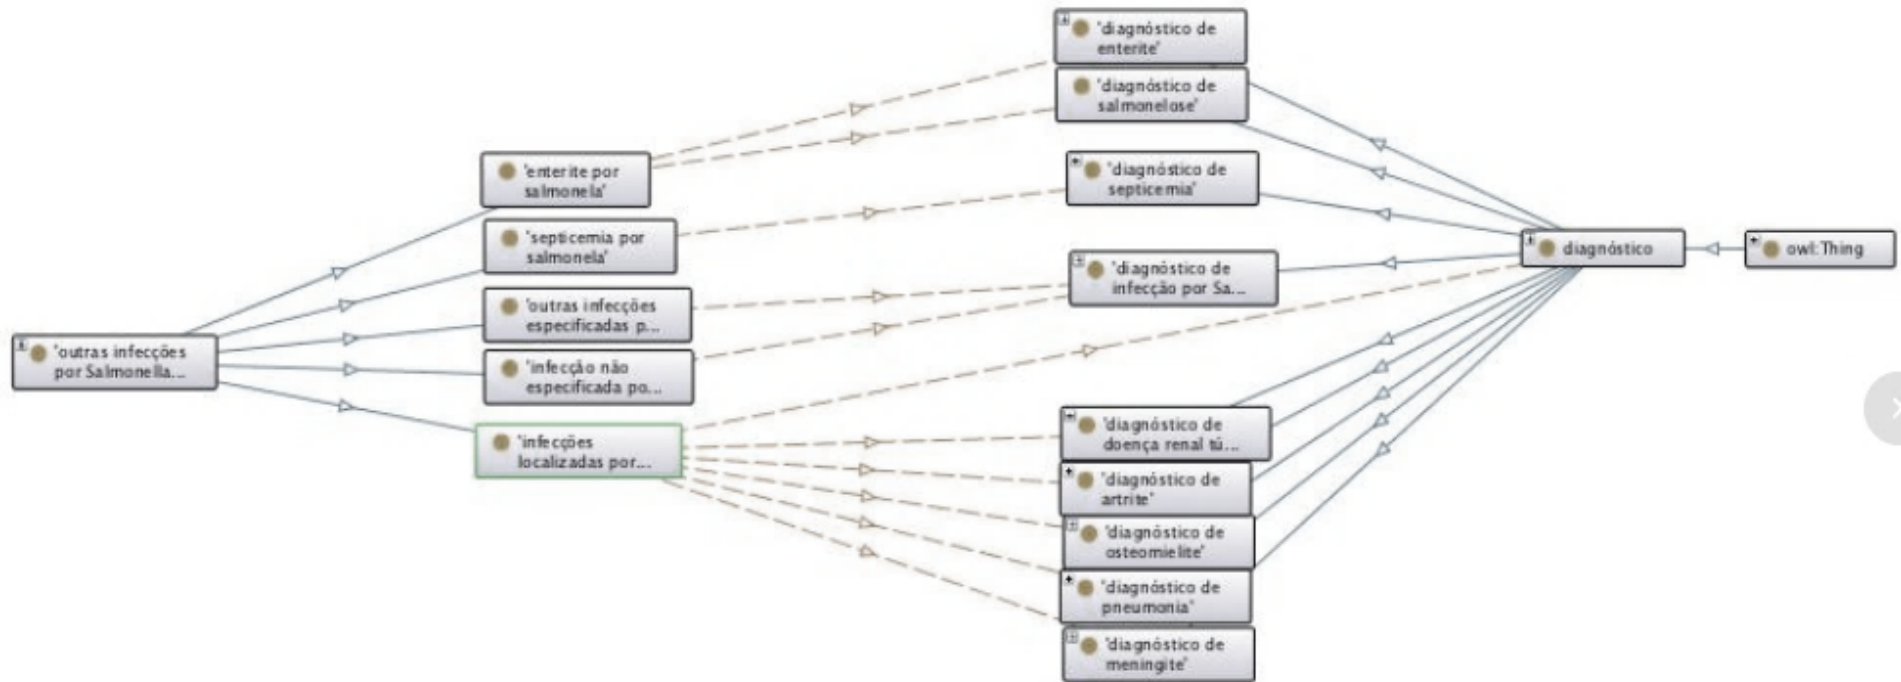 'outras infecções
por Salmonella...
'enterite por
salmonela'
'septicemia por
salmonela'
'outras infecções
especificadas p...
'infecção não
especificada po...
'infecções
localizadas por...
'diagnóstico de
enterite'
'diagnóstico de
salmonelose'
'diagnóstico de
septicemia'
'diagnóstico de
infecção por Sa...
'diagnóstico de
doença renal tú...
'diagnóstico de
artrite'
'diagnóstico de
osteomielite'
'diagnóstico de
pneumonia'
'diagnóstico de
meningite'
diagnóstico
owl:Thing